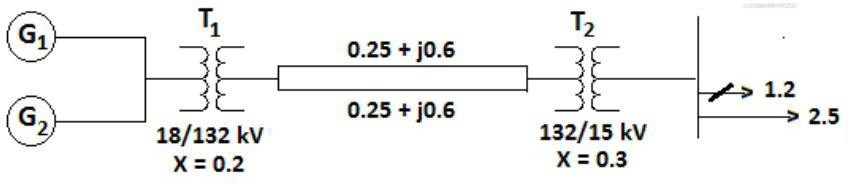 G1
G2
T1
18/132 kV
X = 0.2
0.25 + j0.6
0.25 + j0.6
T2
132/15 kV
X = 0.3
1.2
2.5